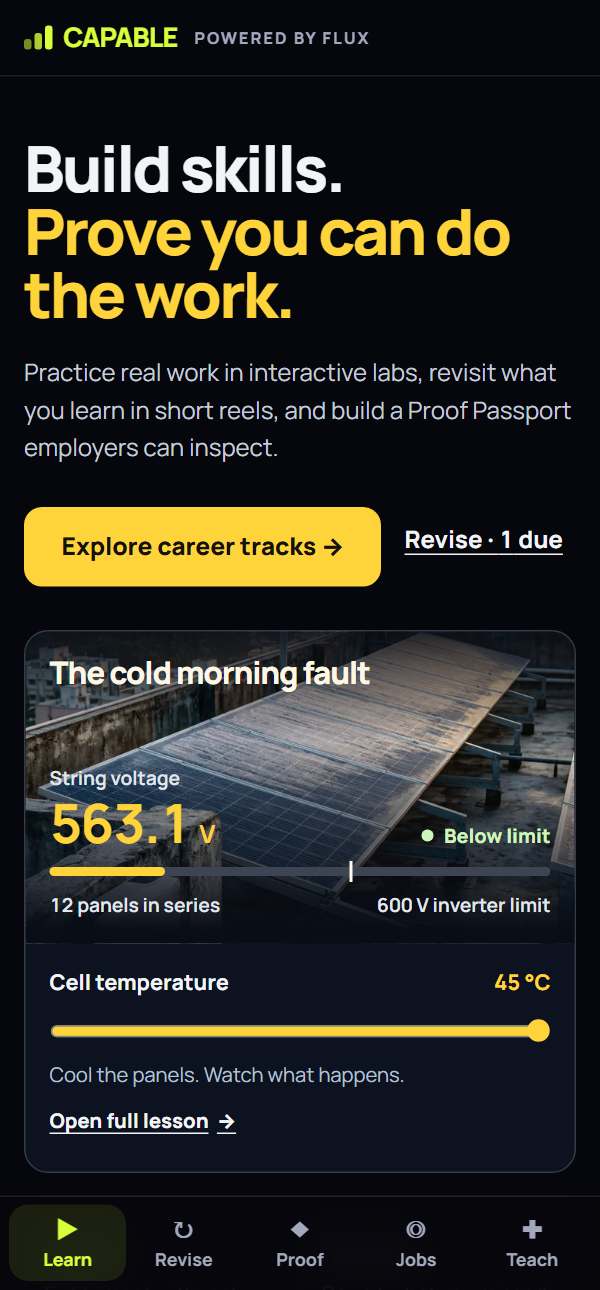 CAPABLE POWERED BY FLUX
Build skills.
Prove you can do
the work.
Practice real work in interactive labs, revisit what
you learn in short reels, and build a Proof Passport
employers can inspect.
Explore career tracks →
Revise · 1 due
The cold morning fault
String voltage
563.1 V
Below limit
12 panels in series
600 V inverter limit
Cell temperature
45 °C
Cool the panels. Watch what happens.
Open full lesson →
Learn
Revise
Proof
Jobs
Teach